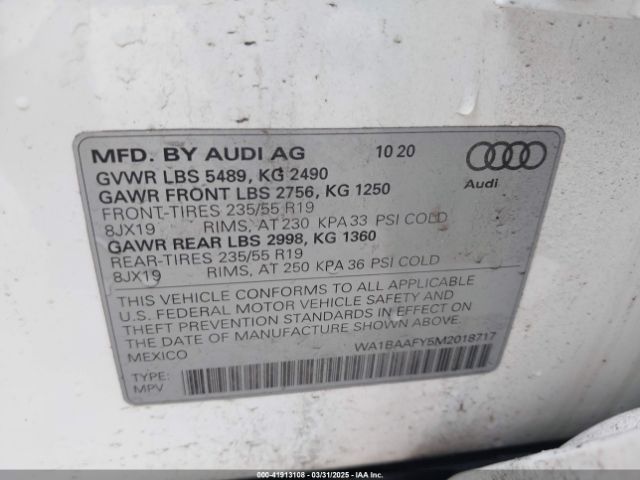 MFD. BY AUDI AG 10 20
GVWR LBS 5489, KG 2490
GAWR FRONT LBS 2756, KG 1250
FRONT-TIRES 235/55 R19
8JX19 RIMS, AT 230 KPA 33 PSI COLD
GAWR REAR LBS 2998, KG 1360
REAR-TIRES 235/55 R19
8JX19 RIMS, AT 250 KPA 36 PSI COLD
Audi
THIS VEHICLE CONFORMS TO ALL APPLICABLE
U.S. FEDERAL MOTOR VEHICLE SAFETY AND
THEFT PREVENTION STANDARDS IN EFFECT ON
THE DATE OF MANUFACTURE SHOWN ABOVE.
MEXICO WA1BAAFY5M2018717
TYPE:
MPV
000-41913108 - 03/31/2025 - IAAI.COM